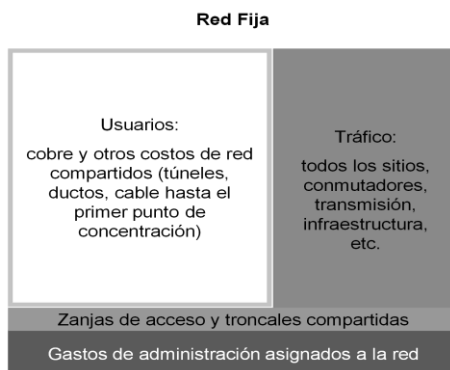 Red Fija
Usuarios:
cobre y otros costos de red
compartidos (túneles,
ductos, cable hasta el
primer punto de
concentración)
Tráfico:
todos los sitios,
conmutadores,
transmisión,
infraestructura,
etc.
Zanjas de acceso y troncales compartidas
Gastos de administración asignados a la red